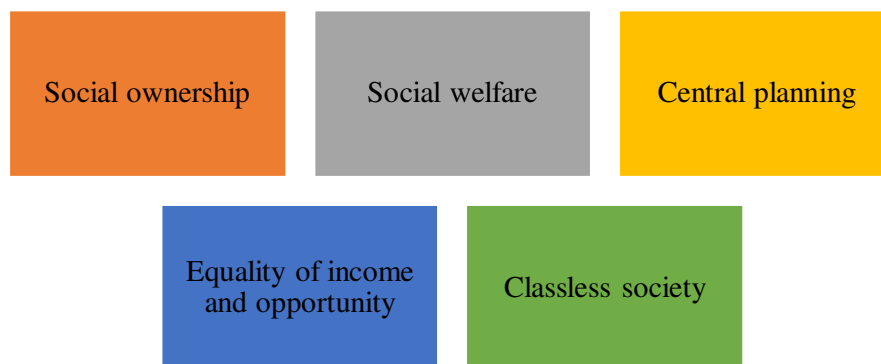 Social ownership
Social welfare
Central planning
Equality of income
and opportunity
Classless society